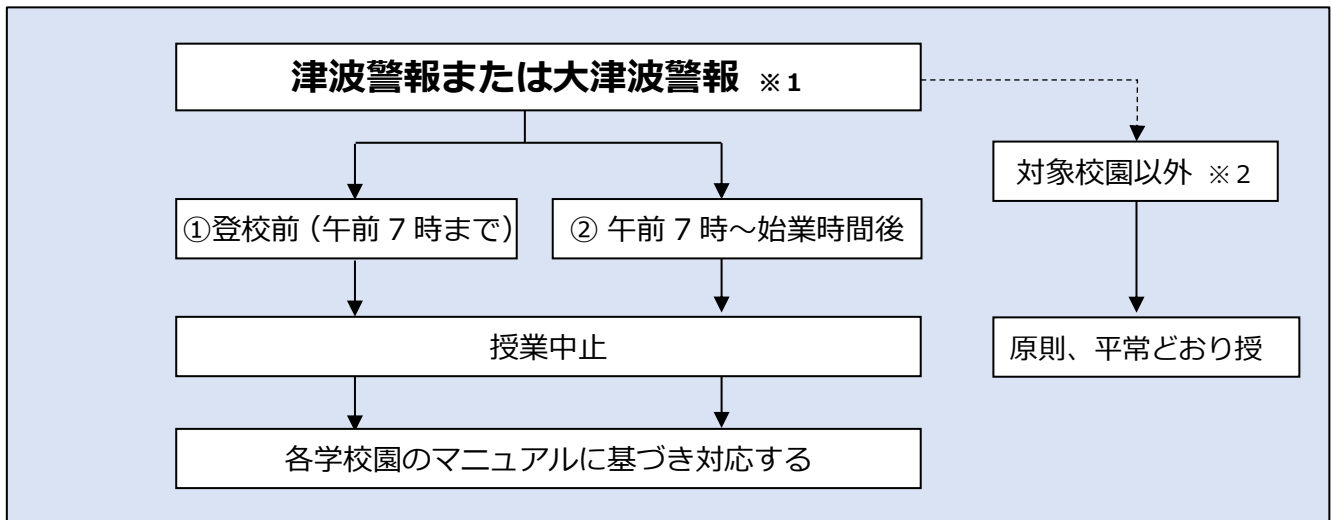 津波警報または大津波警報 ※1
対象校園以外 ※2
①登校前（午前 7 時まで）
② 午前 7 時～始業時間後
授業中止
原則、平常どおり授
各学校園のマニュアルに基づき対応する